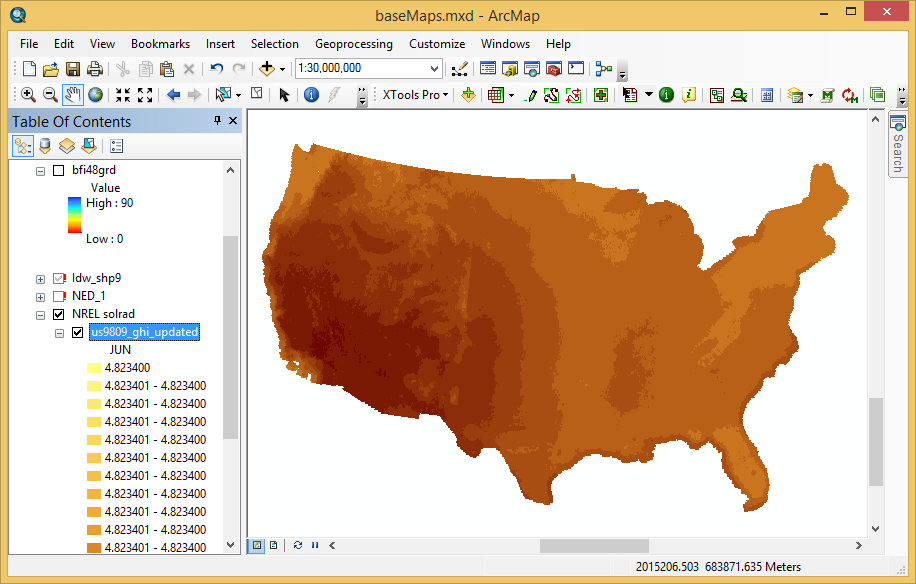 baseMaps.mxd - ArcMap
File Edit View Bookmarks Insert Selection Geoprocessing Customize Windows Help
1:30,000,000
XTools Pro
Table Of Contents
bfi48grd
Value
High : 90
Low : 0
ldw_shp9
NED_1
NREL solrad
us9809_ghi_updated
JUN
4.823400
4.823401 - 4.823400
4.823401 - 4.823400
4.823401 - 4.823400
4.823401 - 4.823400
4.823401 - 4.823400
4.823401 - 4.823400
4.823401 - 4.823400
4.823401 - 4.823400
4.823401 - 4.823400
4.823401 - 4.823400
Search
2015206.503 683871.635 Meters